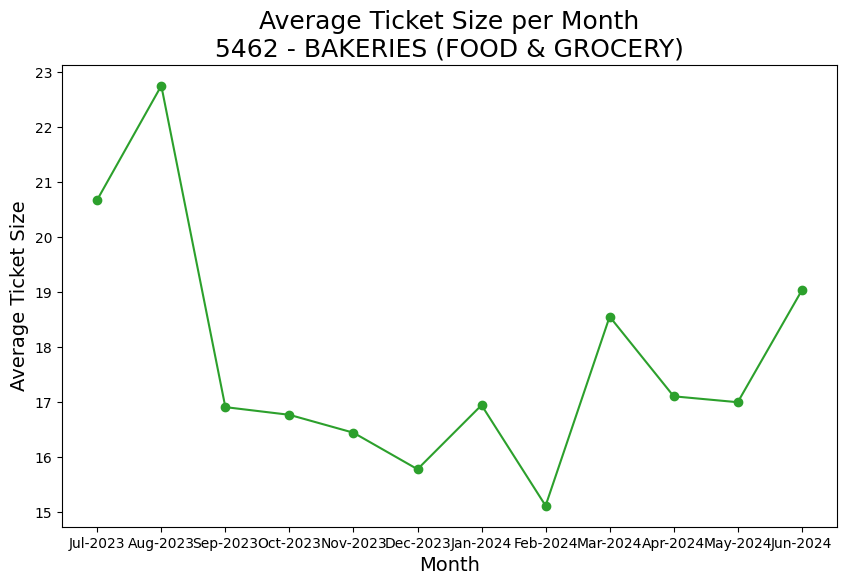 Average Ticket Size per Month
5462 - BAKERIES (FOOD & GROCERY)
Average Ticket Size
23
22
21
20
19
18
17
16
15
Jul-2023 Aug-2023 Sep-2023 Oct-2023 Nov-2023 Dec-2023 Jan-2024 Feb-2024 Mar-2024 Apr-2024 May-2024 Jun-2024
Month